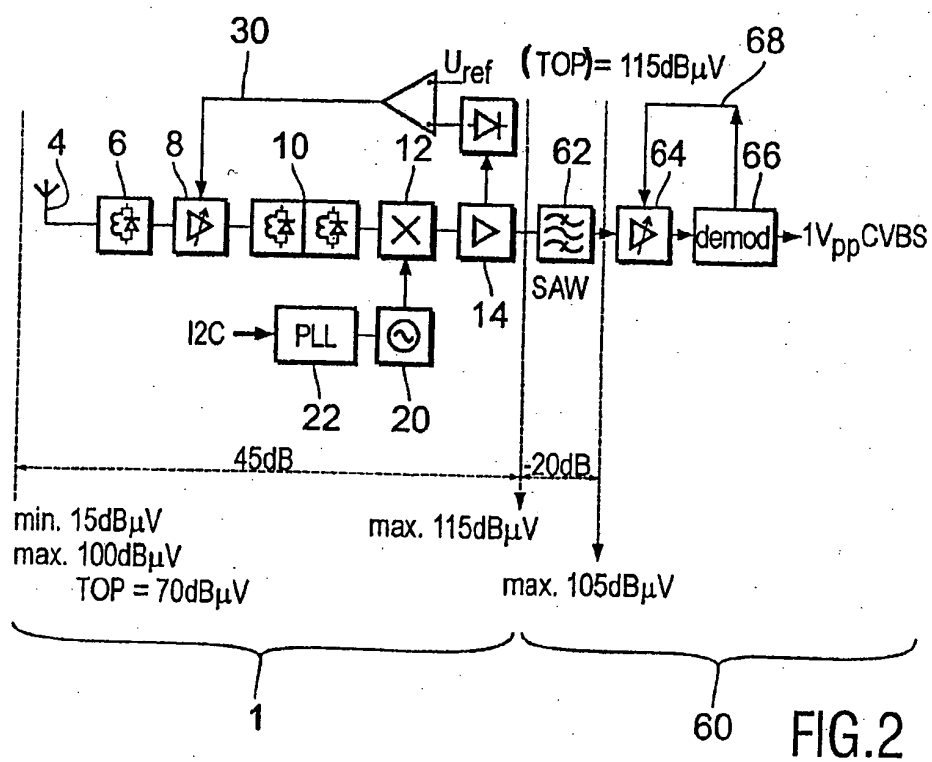 30
U_ref
(TOP) = 115dBµV
68
4
6
8
10
12
62
64
66
demod
1V_pp CVBS
SAW
14
I2C
PLL
22
20
45dB
-20dB
min. 15dBµV
max. 100dBµV
TOP = 70dBµV
max. 115dBµV
max. 105dBµV
1
60
FIG.2